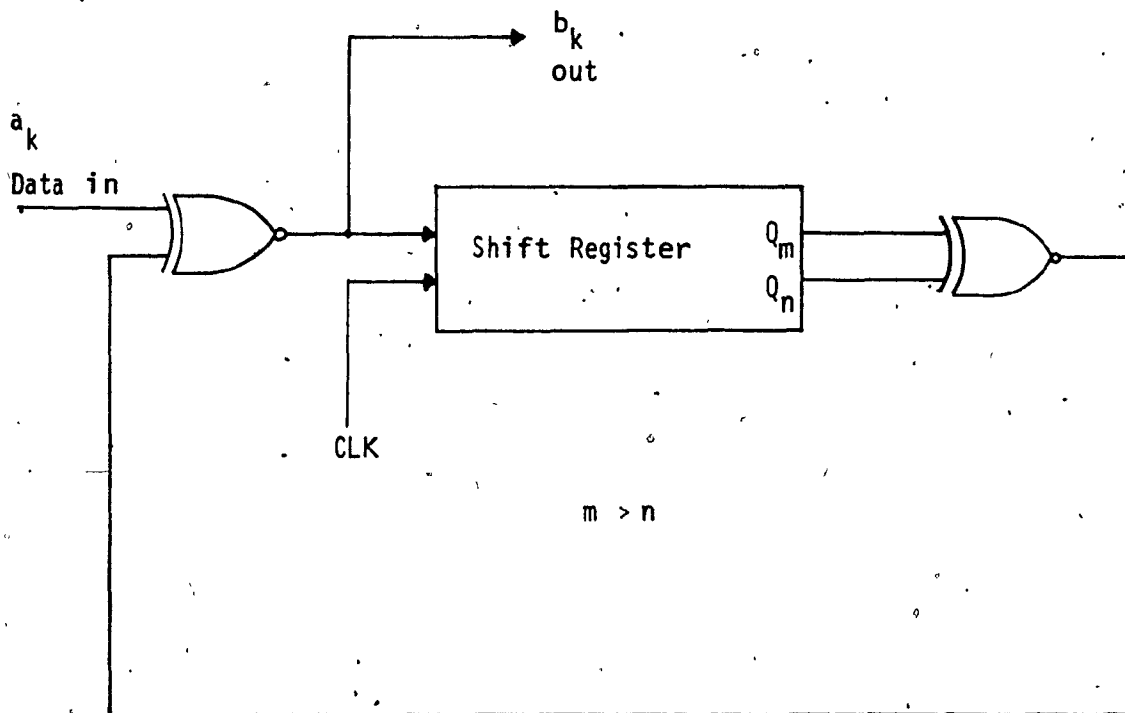 b_k
out
a_k
Data in
Shift Register
Q_m
Q_n
CLK
m > n